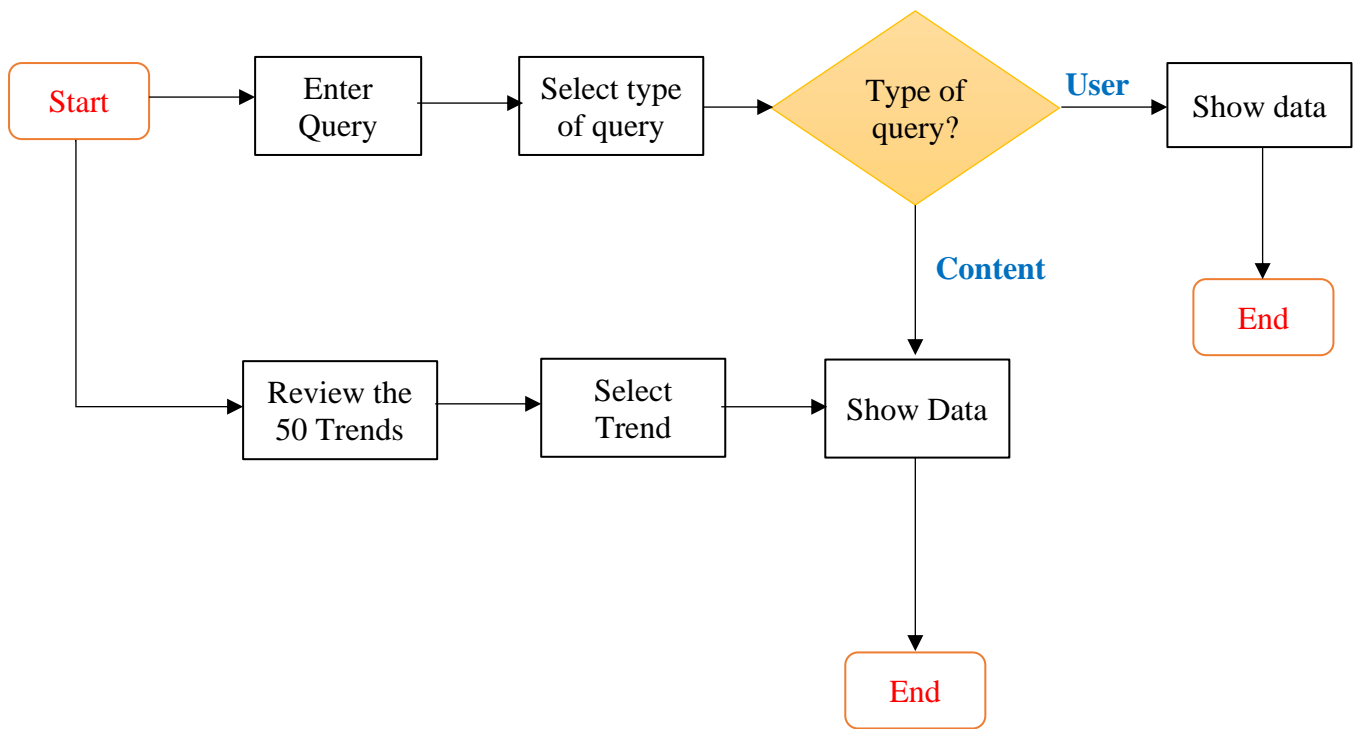 Start
Enter
Query
Select type
of query
Type of
query?
User
Show data
Content
End
Review the
50 Trends
Select
Trend
Show Data
End